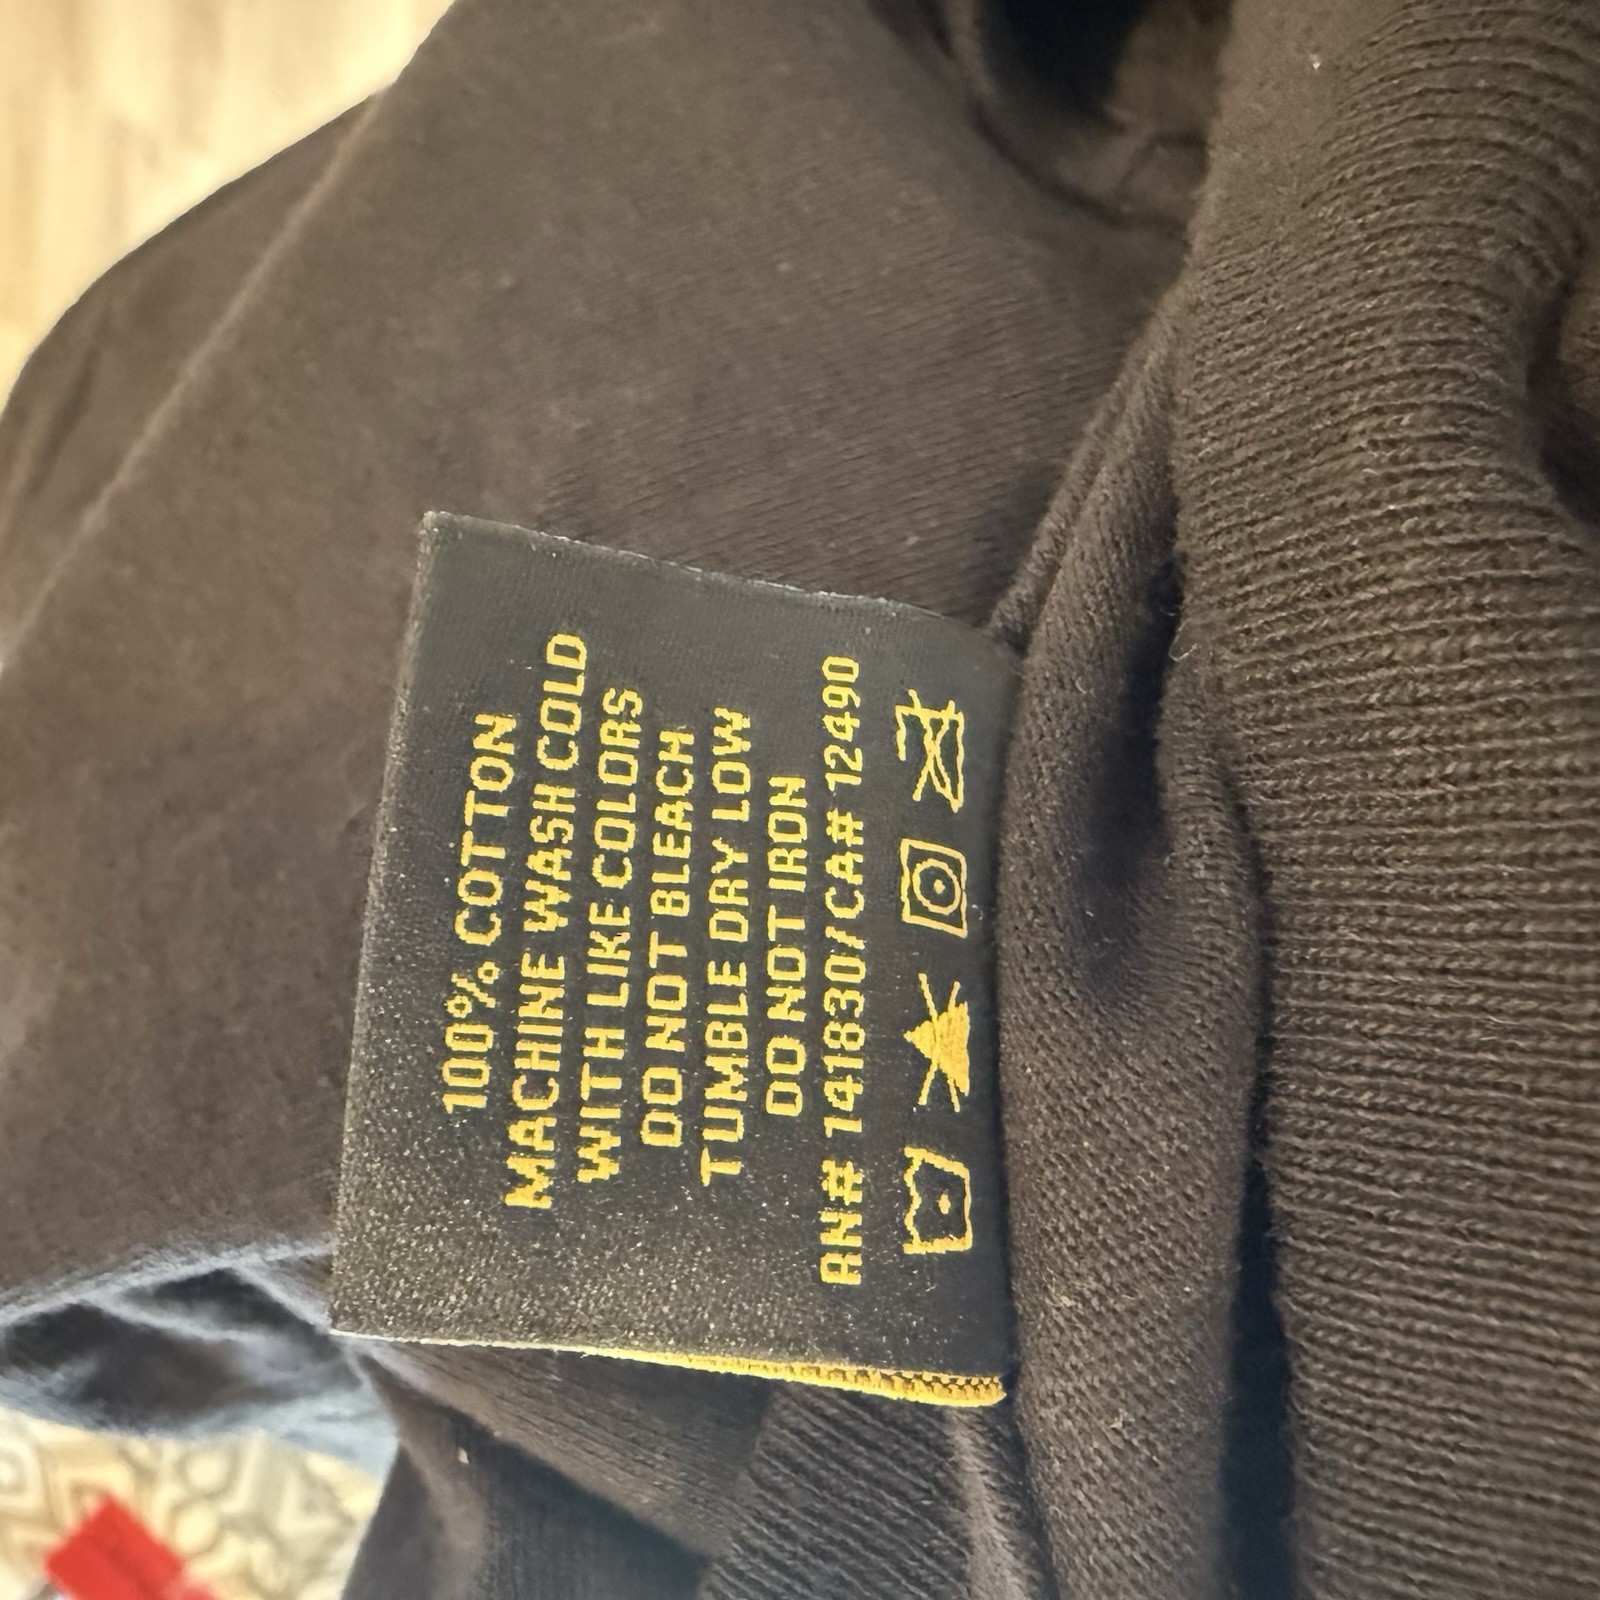 100% COTTON
MACHINE WASH COLD
WITH LIKE COLORS
DO NOT BLEACH
TUMBLE DRY LOW
DO NOT IRON
RN# 141830/CA# 12490